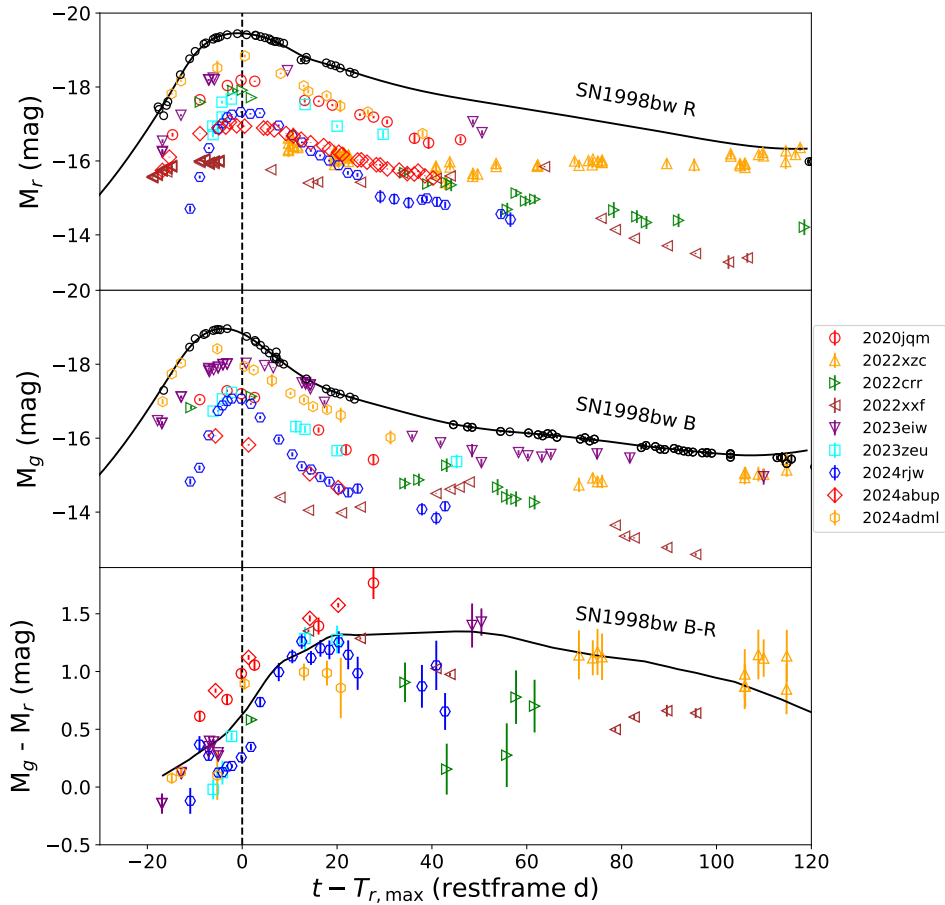 −20
−18
−16
−14
M_r (mag)
SN1998bw R
−20
−18
−16
−14
M_g (mag)
SN1998bw B
2020jqm
2022xzc
2022crr
2022xxf
2023eiw
2023zeu
2024rjw
2024abup
2024adml
1.5
1.0
0.5
0.0
−0.5
M_g - M_r (mag)
SN1998bw B-R
−20 0 20 40 60 80 100 120
t − T_r, max (restframe d)